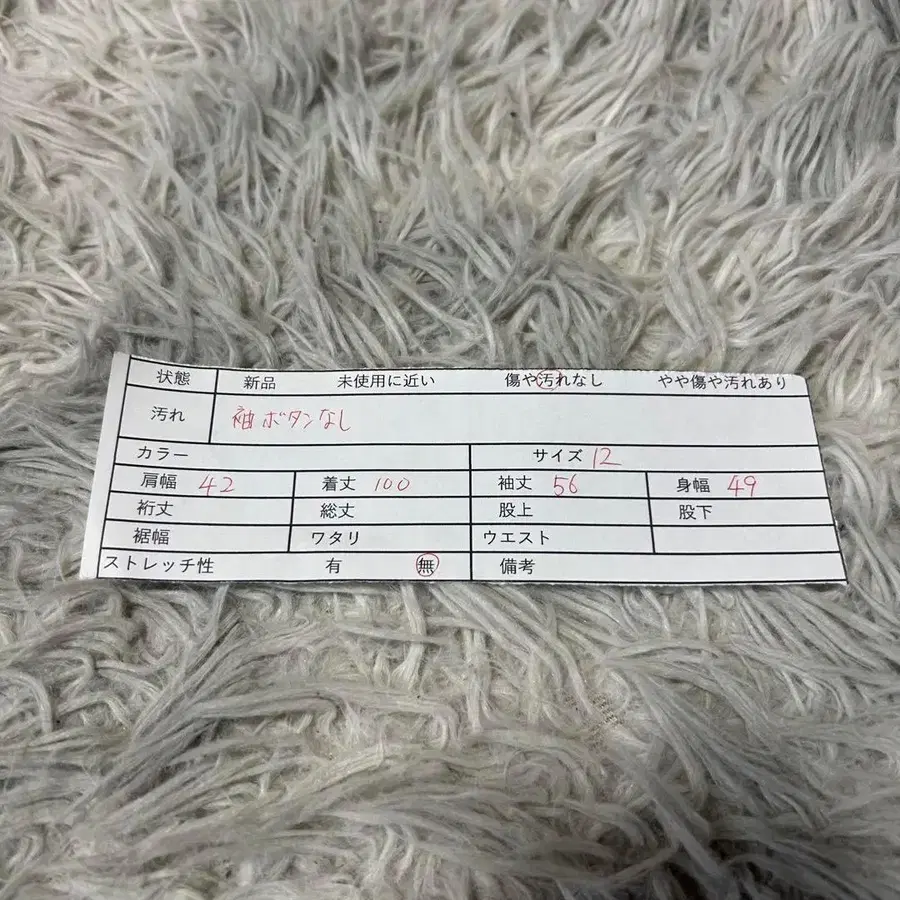 状態 新品 未使用に近い 傷や汚れなし やや傷や汚れあり
汚れ 袖ボタンなし
カラー サイズ 12
肩幅 42 着丈 100 袖丈 56 身幅 49
裄丈 総丈 股上 股下
裾幅 ワタリ ウエスト
ストレッチ性 有 無 備考